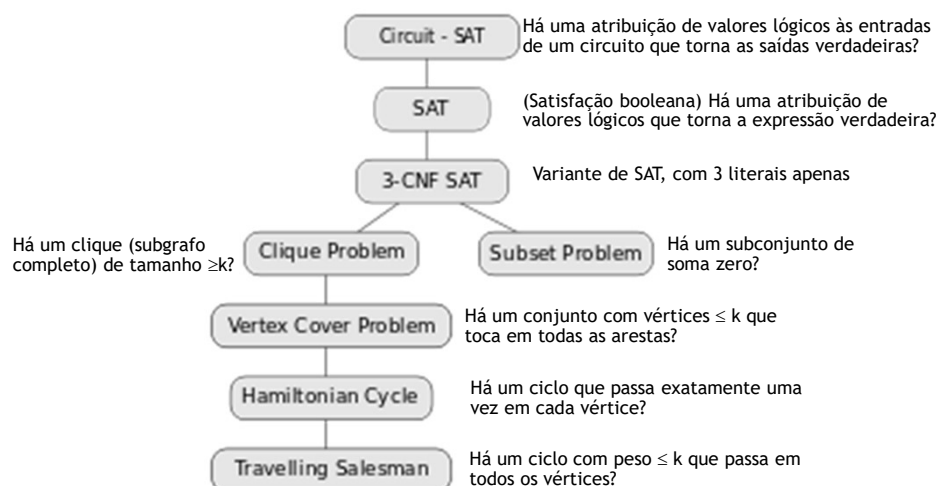 Circuit - SAT
Há uma atribuição de valores lógicos às entradas
de um circuito que torna as saídas verdadeiras?
SAT
(Satisfação booleana) Há uma atribuição de
valores lógicos que torna a expressão verdadeira?
3-CNF SAT
Variante de SAT, com 3 literais apenas
Há um clique (subgrafo
completo) de tamanho ≥k?
Clique Problem
Subset Problem
Há um subconjunto de
soma zero?
Vertex Cover Problem
Há um conjunto com vértices ≤ k que
toca em todas as arestas?
Hamiltonian Cycle
Há um ciclo que passa exatamente uma
vez em cada vértice?
Travelling Salesman
Há um ciclo com peso ≤ k que passa em
todos os vértices?